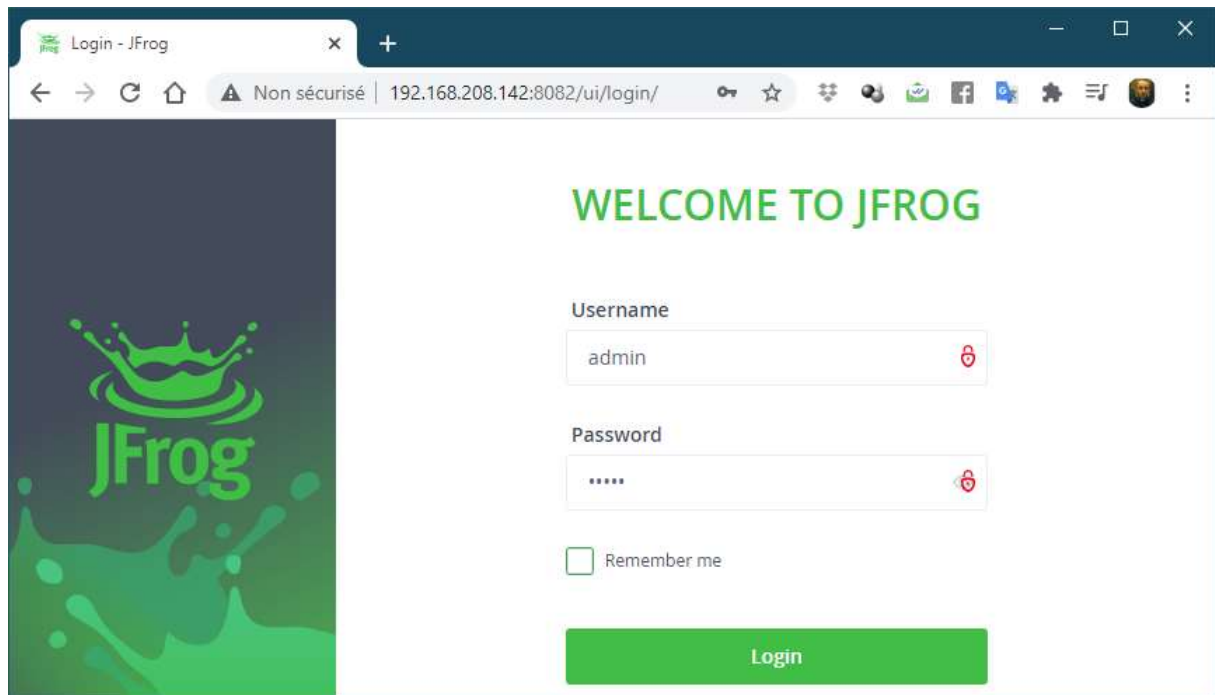 Login - JFrog
Non sécurisé | 192.168.208.142:8082/ui/login/
WELCOME TO JFROG
JFrog
Username
admin
Password
•••••
Remember me
Login